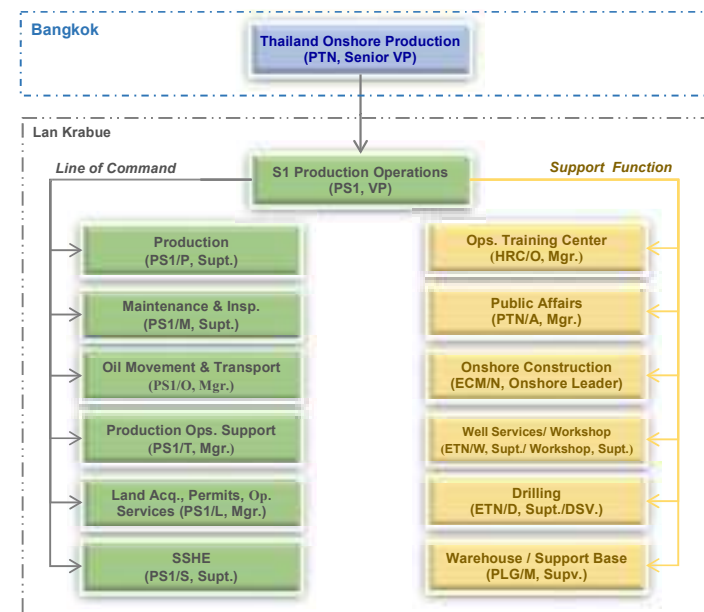 Bangkok
Thailand Onshore Production
(PTN, Senior VP)
Lan Krabue
Line of Command
S1 Production Operations
(PS1, VP)
Support Function
Production
(PS1/P, Supt.)
Maintenance & Insp.
(PS1/M, Supt.)
Oil Movement & Transport
(PS1/O, Mgr.)
Production Ops. Support
(PS1/T, Mgr.)
Land Acq., Permits, Op.
Services (PS1/L, Mgr.)
SSHE
(PS1/S, Supt.)
Ops. Training Center
(HRC/O, Mgr.)
Public Affairs
(PTN/A, Mgr.)
Onshore Construction
(ECM/N, Onshore Leader)
Well Services/ Workshop
(ETN/W, Supt./ Workshop, Supt.)
Drilling
(ETN/D, Supt./DSV.)
Warehouse / Support Base
(PLG/M, Supv.)